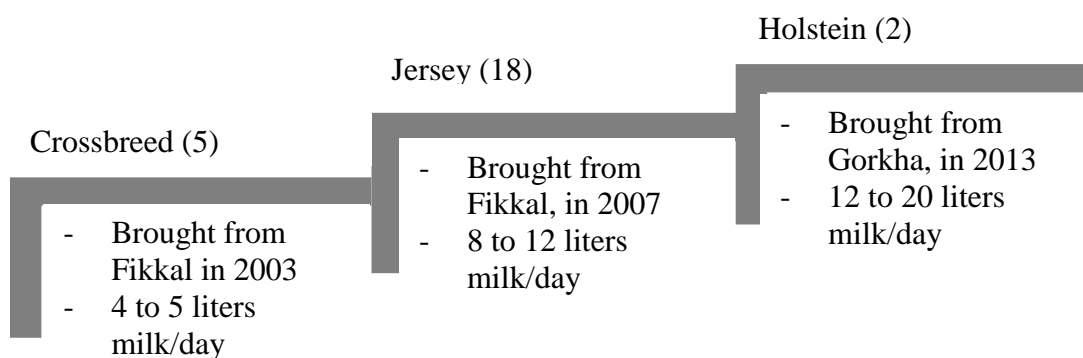 Crossbreed (5)
- Brought from
Fikkal in 2003
- 4 to 5 liters
milk/day
Jersey (18)
- Brought from
Fikkal, in 2007
- 8 to 12 liters
milk/day
Holstein (2)
- Brought from
Gorkha, in 2013
- 12 to 20 liters
milk/day